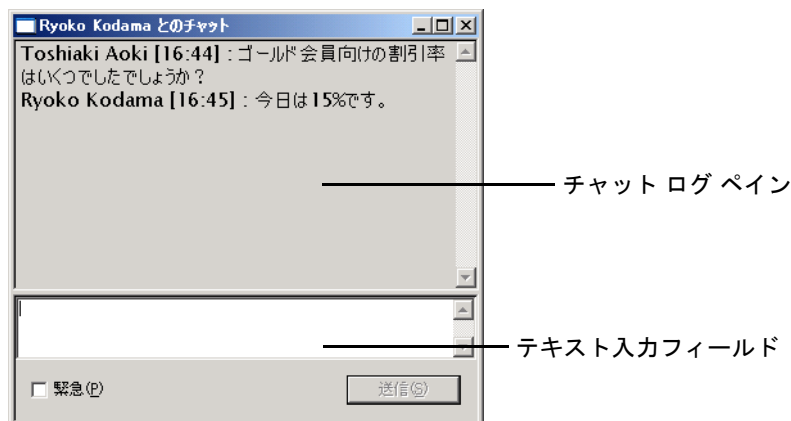 Ryoko Kodama とのチャット
Toshiaki Aoki [16:44] : ゴールド会員向けの割引率
はいくつでしたでしょうか？
Ryoko Kodama [16:45] : 今日は15%です。
チャット ログ ペイン
テキスト入力フィールド
緊急(P)
送信(S)